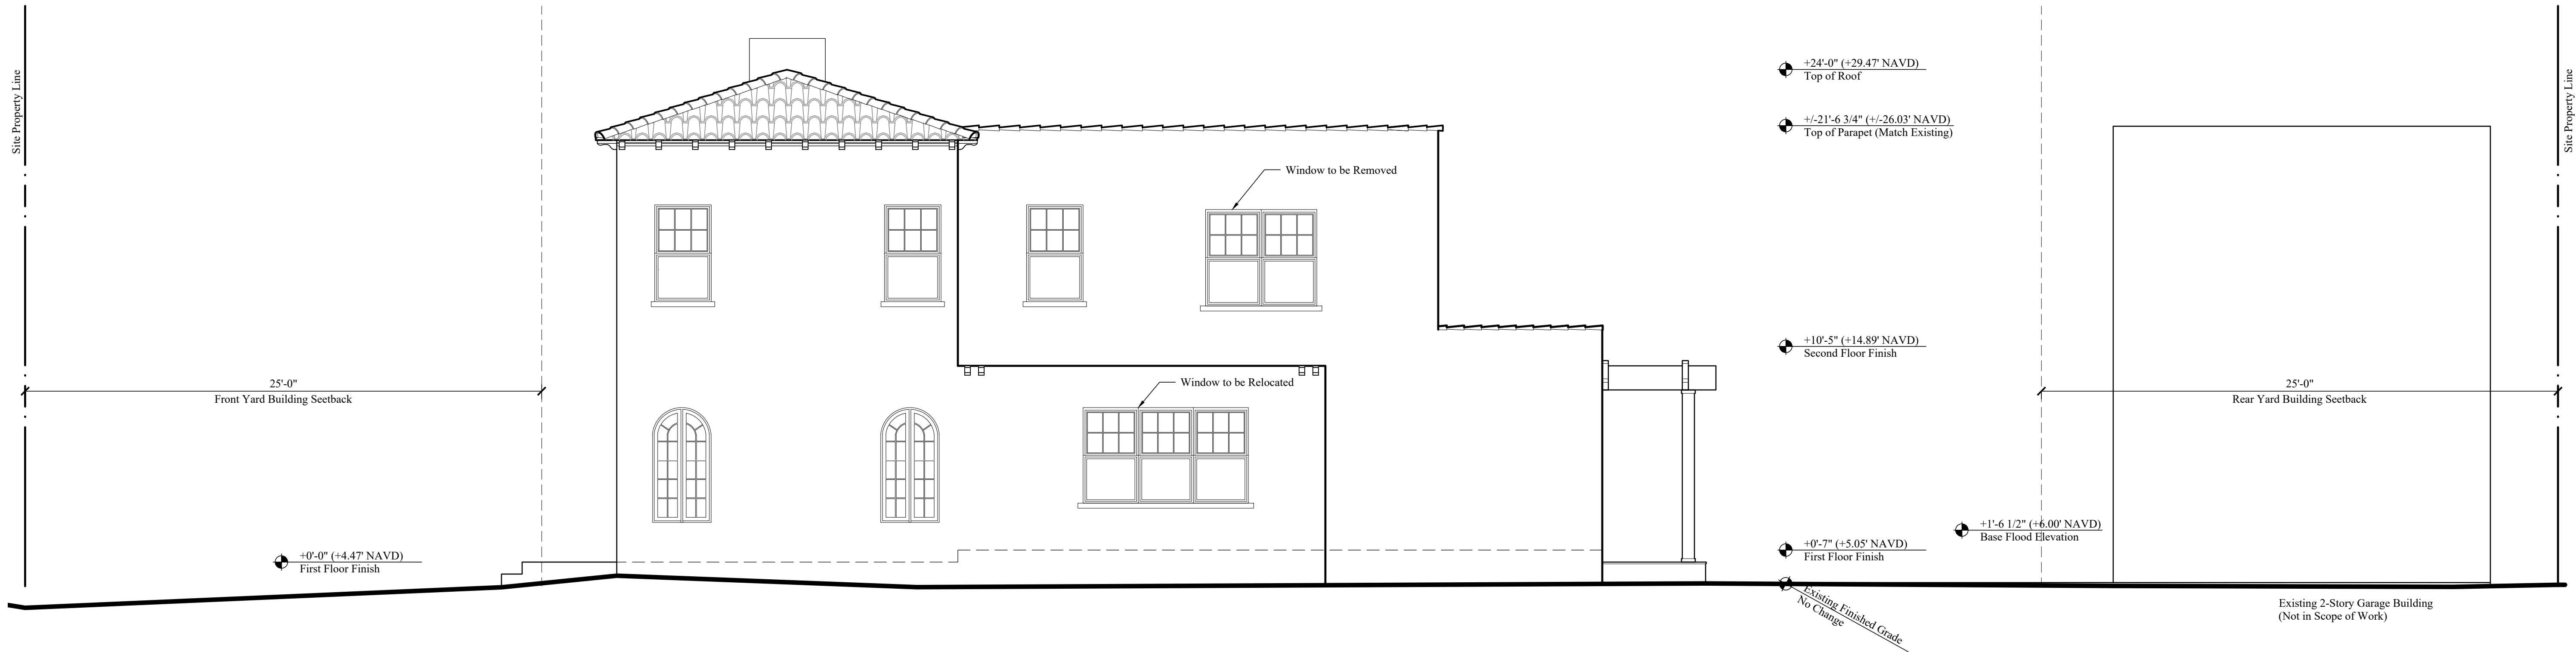 Site Property Line
+24'-0" (+29.47' NAVD)
Top of Roof
+/-21'-6 3/4" (+/-26.03' NAVD)
Top of Parapet (Match Existing)
Site Property Line
Window to be Removed
+10'-5" (+14.89' NAVD)
Second Floor Finish
25'-0"
Front Yard Building Seetback
Window to be Relocated
25'-0"
Rear Yard Building Seetback
+1'-6 1/2" (+6.00' NAVD)
Base Flood Elevation
+0'-0" (+4.47' NAVD)
First Floor Finish
+0'-7" (+5.05' NAVD)
First Floor Finish
Existing Finished Grade
No Change
Existing 2-Story Garage Building
(Not in Scope of Work)